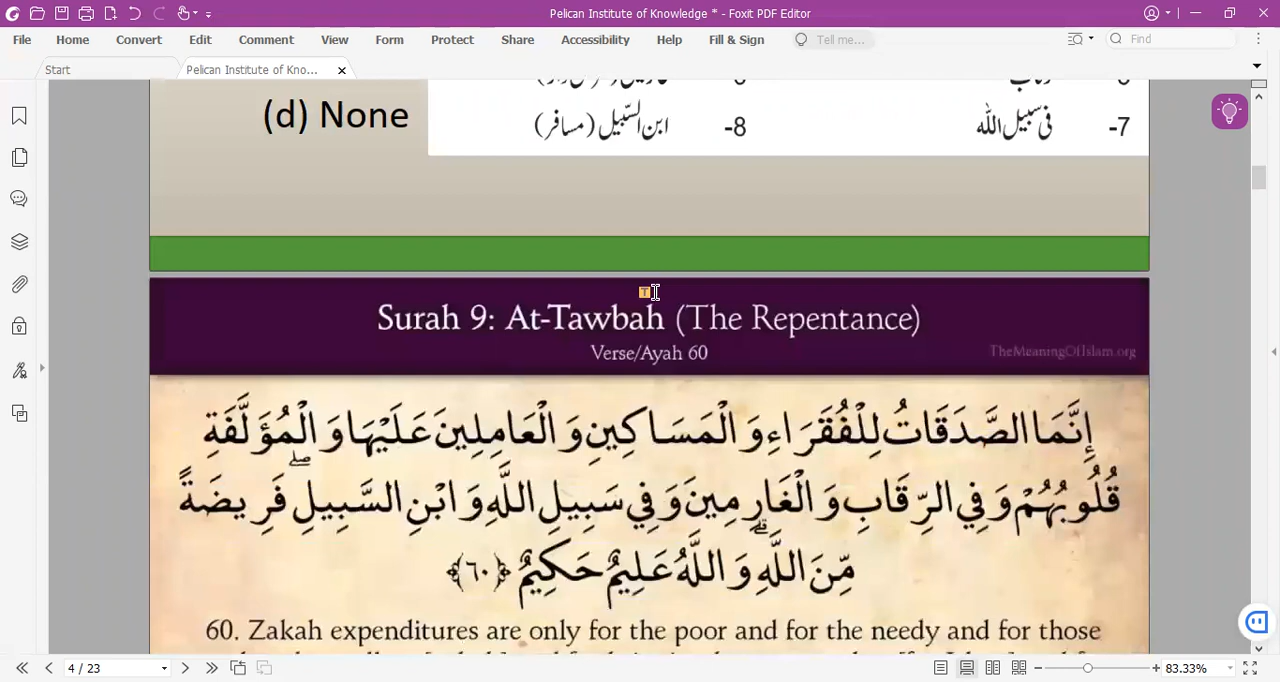 Pelican Institute of Knowledge * - Foxit PDF Editor
File Home Convert Edit Comment View Form Protect Share Accessibility Help Fill & Sign Tell me... Find
Start Pelican Institute of Kno...
(d) None
7- فی سبیل اللہ 8- ابن السّبیل (مسافر)
Surah 9: At-Tawbah (The Repentance)
Verse/Ayah 60
TheMeaningOfIslam.org
إِنَّمَا الصَّدَقَاتُ لِلْفُقَرَاءِ وَ الْمَسَاكِينِ وَ الْعَامِلِينَ عَلَيْهَا وَ الْمُؤَلَّفَةِ
قُلُوبُهُمْ وَ فِي الرِّقَابِ وَ الْغَارِمِينَ وَ فِي سَبِيلِ اللَّهِ وَ ابْنِ السَّبِيلِ ۖ فَرِيضَةً
مِّنَ اللَّهِ ۗ وَ اللَّهُ عَلِيمٌ حَكِيمٌ ﴿٦٠﴾
60. Zakah expenditures are only for the poor and for the needy and for those
4 / 23 83.33%